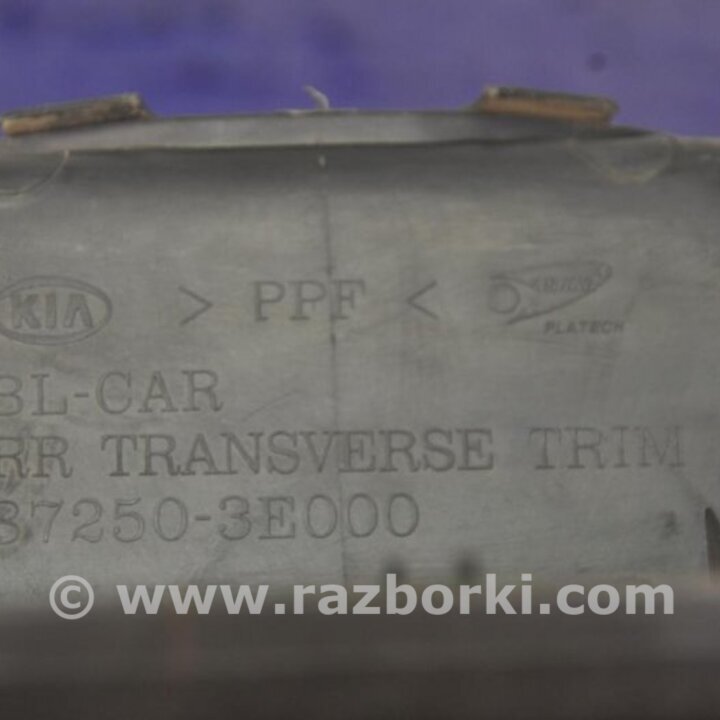 KIA > PPF <
PLATECH
BL-CAR
RR TRANSVERSE TRIM
87250-3E000
© www.razborki.com